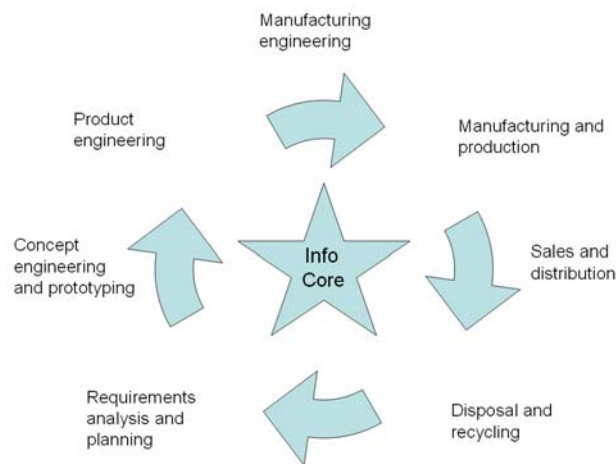 Manufacturing
engineering
Product
engineering
Manufacturing and
production
Concept
engineering
and prototyping
Info
Core
Sales and
distribution
Requirements
analysis and
planning
Disposal and
recycling